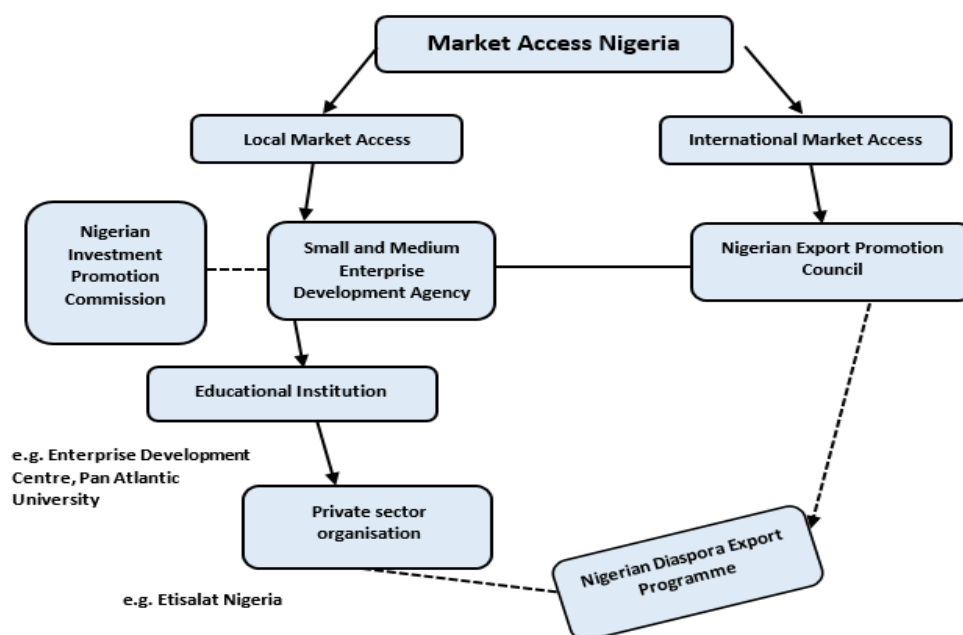 Market Access Nigeria
Local Market Access
International Market Access
Nigerian
Investment
Promotion
Commission
Small and Medium
Enterprise
Development Agency
Nigerian Export Promotion
Council
Educational Institution
e.g. Enterprise Development
Centre, Pan Atlantic
University
Private sector
organisation
Nigerian Diaspora Export
Programme
e.g. Etisalat Nigeria